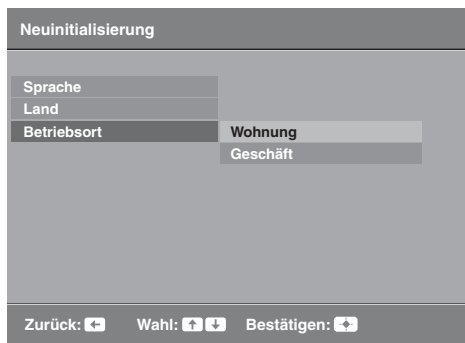 Neuinitialisierung
Sprache
Land
Betriebsort Wohnung
Geschäft
Zurück: Wahl: Bestätigen: